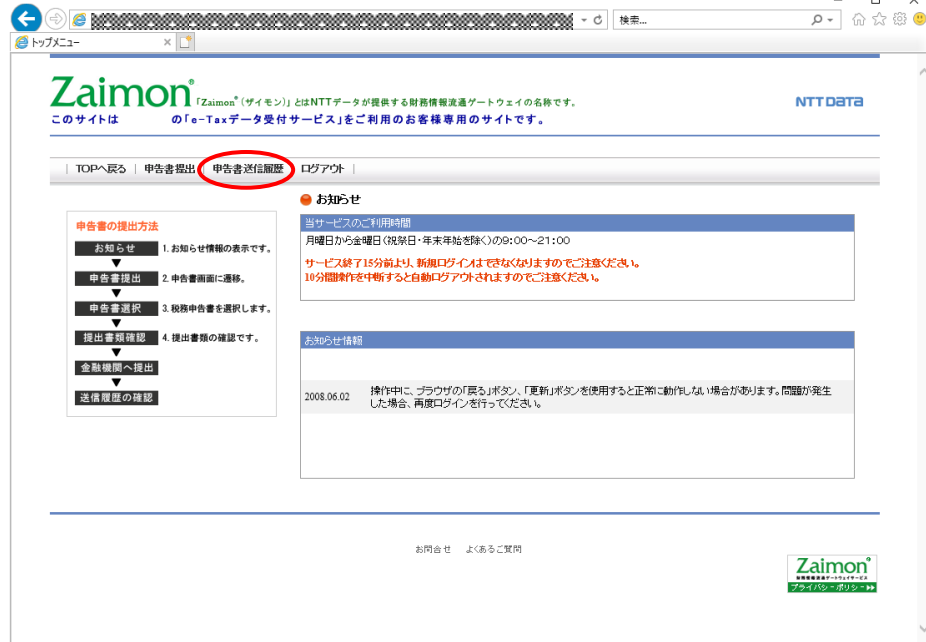 検索...
トップメニュー
Zaimon®「Zaimon®(ザイモン)」とはNTTデータが提供する財務情報流通ゲートウェイの名称です。
NTT DATA
このサイトは の「e-Taxデータ受付サービス」をご利用のお客様専用のサイトです。
| TOPへ戻る | 申告書提出 | 申告書送信履歴 | ログアウト |
お知らせ
申告書の提出方法
お知らせ 1. お知らせ情報の表示です。
▼
申告書提出 2. 申告書画面に遷移。
▼
申告書選択 3. 税務申告書を選択します。
▼
提出書類確認 4. 提出書類の確認です。
▼
金融機関へ提出
▼
送信履歴の確認
当サービスのご利用時間
月曜日から金曜日(祝祭日・年末年始を除く)の9:00~21:00
サービス終了15分前より、新規ログインはできなくなりますのでご注意ください。
10分間操作を中断すると自動ログアウトされますのでご注意ください。
お知らせ情報
2008.06.02 操作中に、ブラウザの「戻る」ボタン、「更新」ボタンを使用すると正常に動作しない場合があります。問題が発生
した場合、再度ログインを行ってください。
お問合せ よくあるご質問
Zaimon®
財務情報流通ゲートウェイサービス
プライバシーポリシー